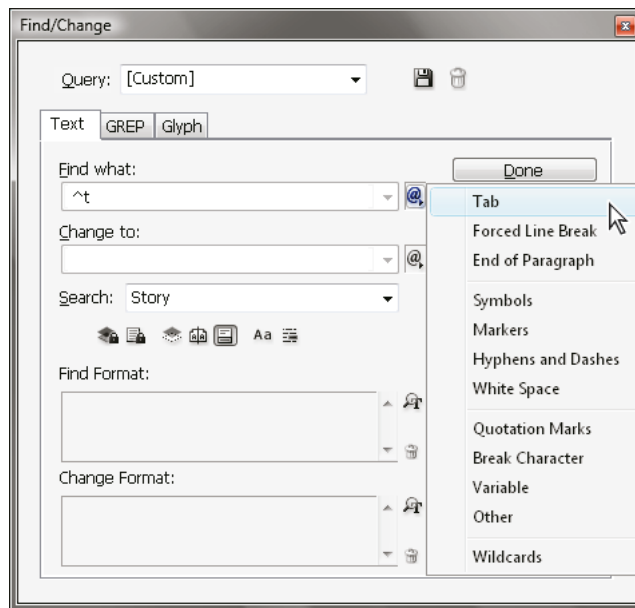 Find/Change
Query: [Custom]
Text GREP Glyph
Find what:
Done
^t
@
Tab
Forced Line Break
End of Paragraph
Change to:
@
Search: Story
Aa
Symbols
Markers
Hyphens and Dashes
White Space
Find Format:
Quotation Marks
Break Character
Variable
Other
Change Format:
Wildcards